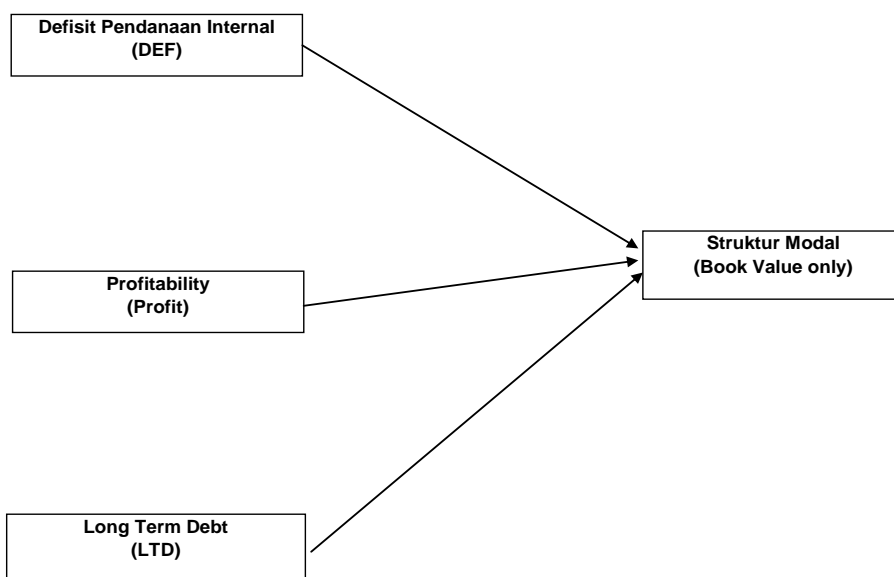 Defisit Pendanaan Internal
(DEF)
Struktur Modal
(Book Value only)
Profitability
(Profit)
Long Term Debt
(LTD)